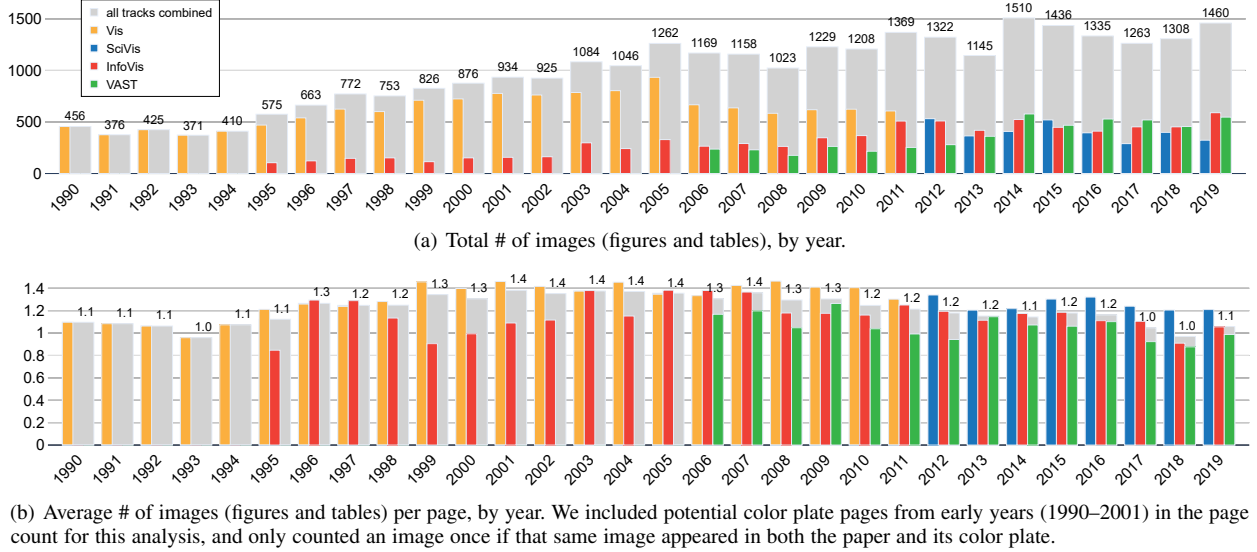 all tracks combined
Vis
SciVis
InfoVis
VAST
1500
1000
500
0
456 376 425 371 410 575 663 772 753 826 876 934 925 1084 1046 1262 1169 1158 1023 1229 1208 1369 1322 1145 1510 1436 1335 1263 1308 1460
1990 1991 1992 1993 1994 1995 1996 1997 1998 1999 2000 2001 2002 2003 2004 2005 2006 2007 2008 2009 2010 2011 2012 2013 2014 2015 2016 2017 2018 2019
(a) Total # of images (figures and tables), by year.
1.4
1.2
1
0.8
0.6
0.4
0.2
0
1.1 1.1 1.1 1.0 1.1 1.1 1.3 1.2 1.2 1.3 1.3 1.4 1.4 1.4 1.4 1.4 1.3 1.4 1.3 1.3 1.2 1.2 1.2 1.2 1.1 1.2 1.2 1.0 1.0 1.1
1990 1991 1992 1993 1994 1995 1996 1997 1998 1999 2000 2001 2002 2003 2004 2005 2006 2007 2008 2009 2010 2011 2012 2013 2014 2015 2016 2017 2018 2019
(b) Average # of images (figures and tables) per page, by year. We included potential color plate pages from early years (1990–2001) in the page
count for this analysis, and only counted an image once if that same image appeared in both the paper and its color plate.